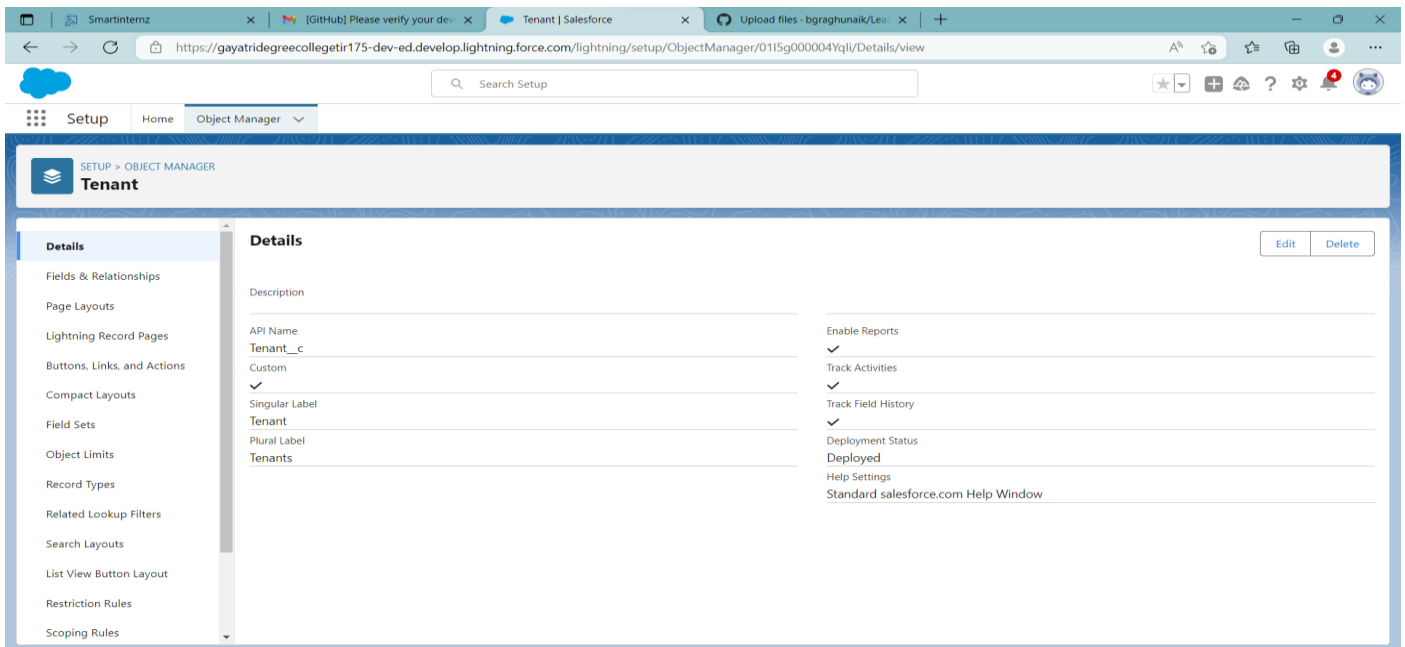 Smartinternz
[GitHub] Please verify your dev
Tenant | Salesforce
Upload files · bgraghunaik/Lea
https://gayatridegreecollegetir175-dev-ed.develop.lightning.force.com/lightning/setup/ObjectManager/01I5g000004YqIi/Details/view
Search Setup
4
Setup
Home
Object Manager
SETUP > OBJECT MANAGER
Tenant
Details
Fields & Relationships
Page Layouts
Lightning Record Pages
Buttons, Links, and Actions
Compact Layouts
Field Sets
Object Limits
Record Types
Related Lookup Filters
Search Layouts
List View Button Layout
Restriction Rules
Scoping Rules
Details
Edit
Delete
Description
API Name
Tenant__c
Custom
Singular Label
Tenant
Plural Label
Tenants
Enable Reports
Track Activities
Track Field History
Deployment Status
Deployed
Help Settings
Standard salesforce.com Help Window